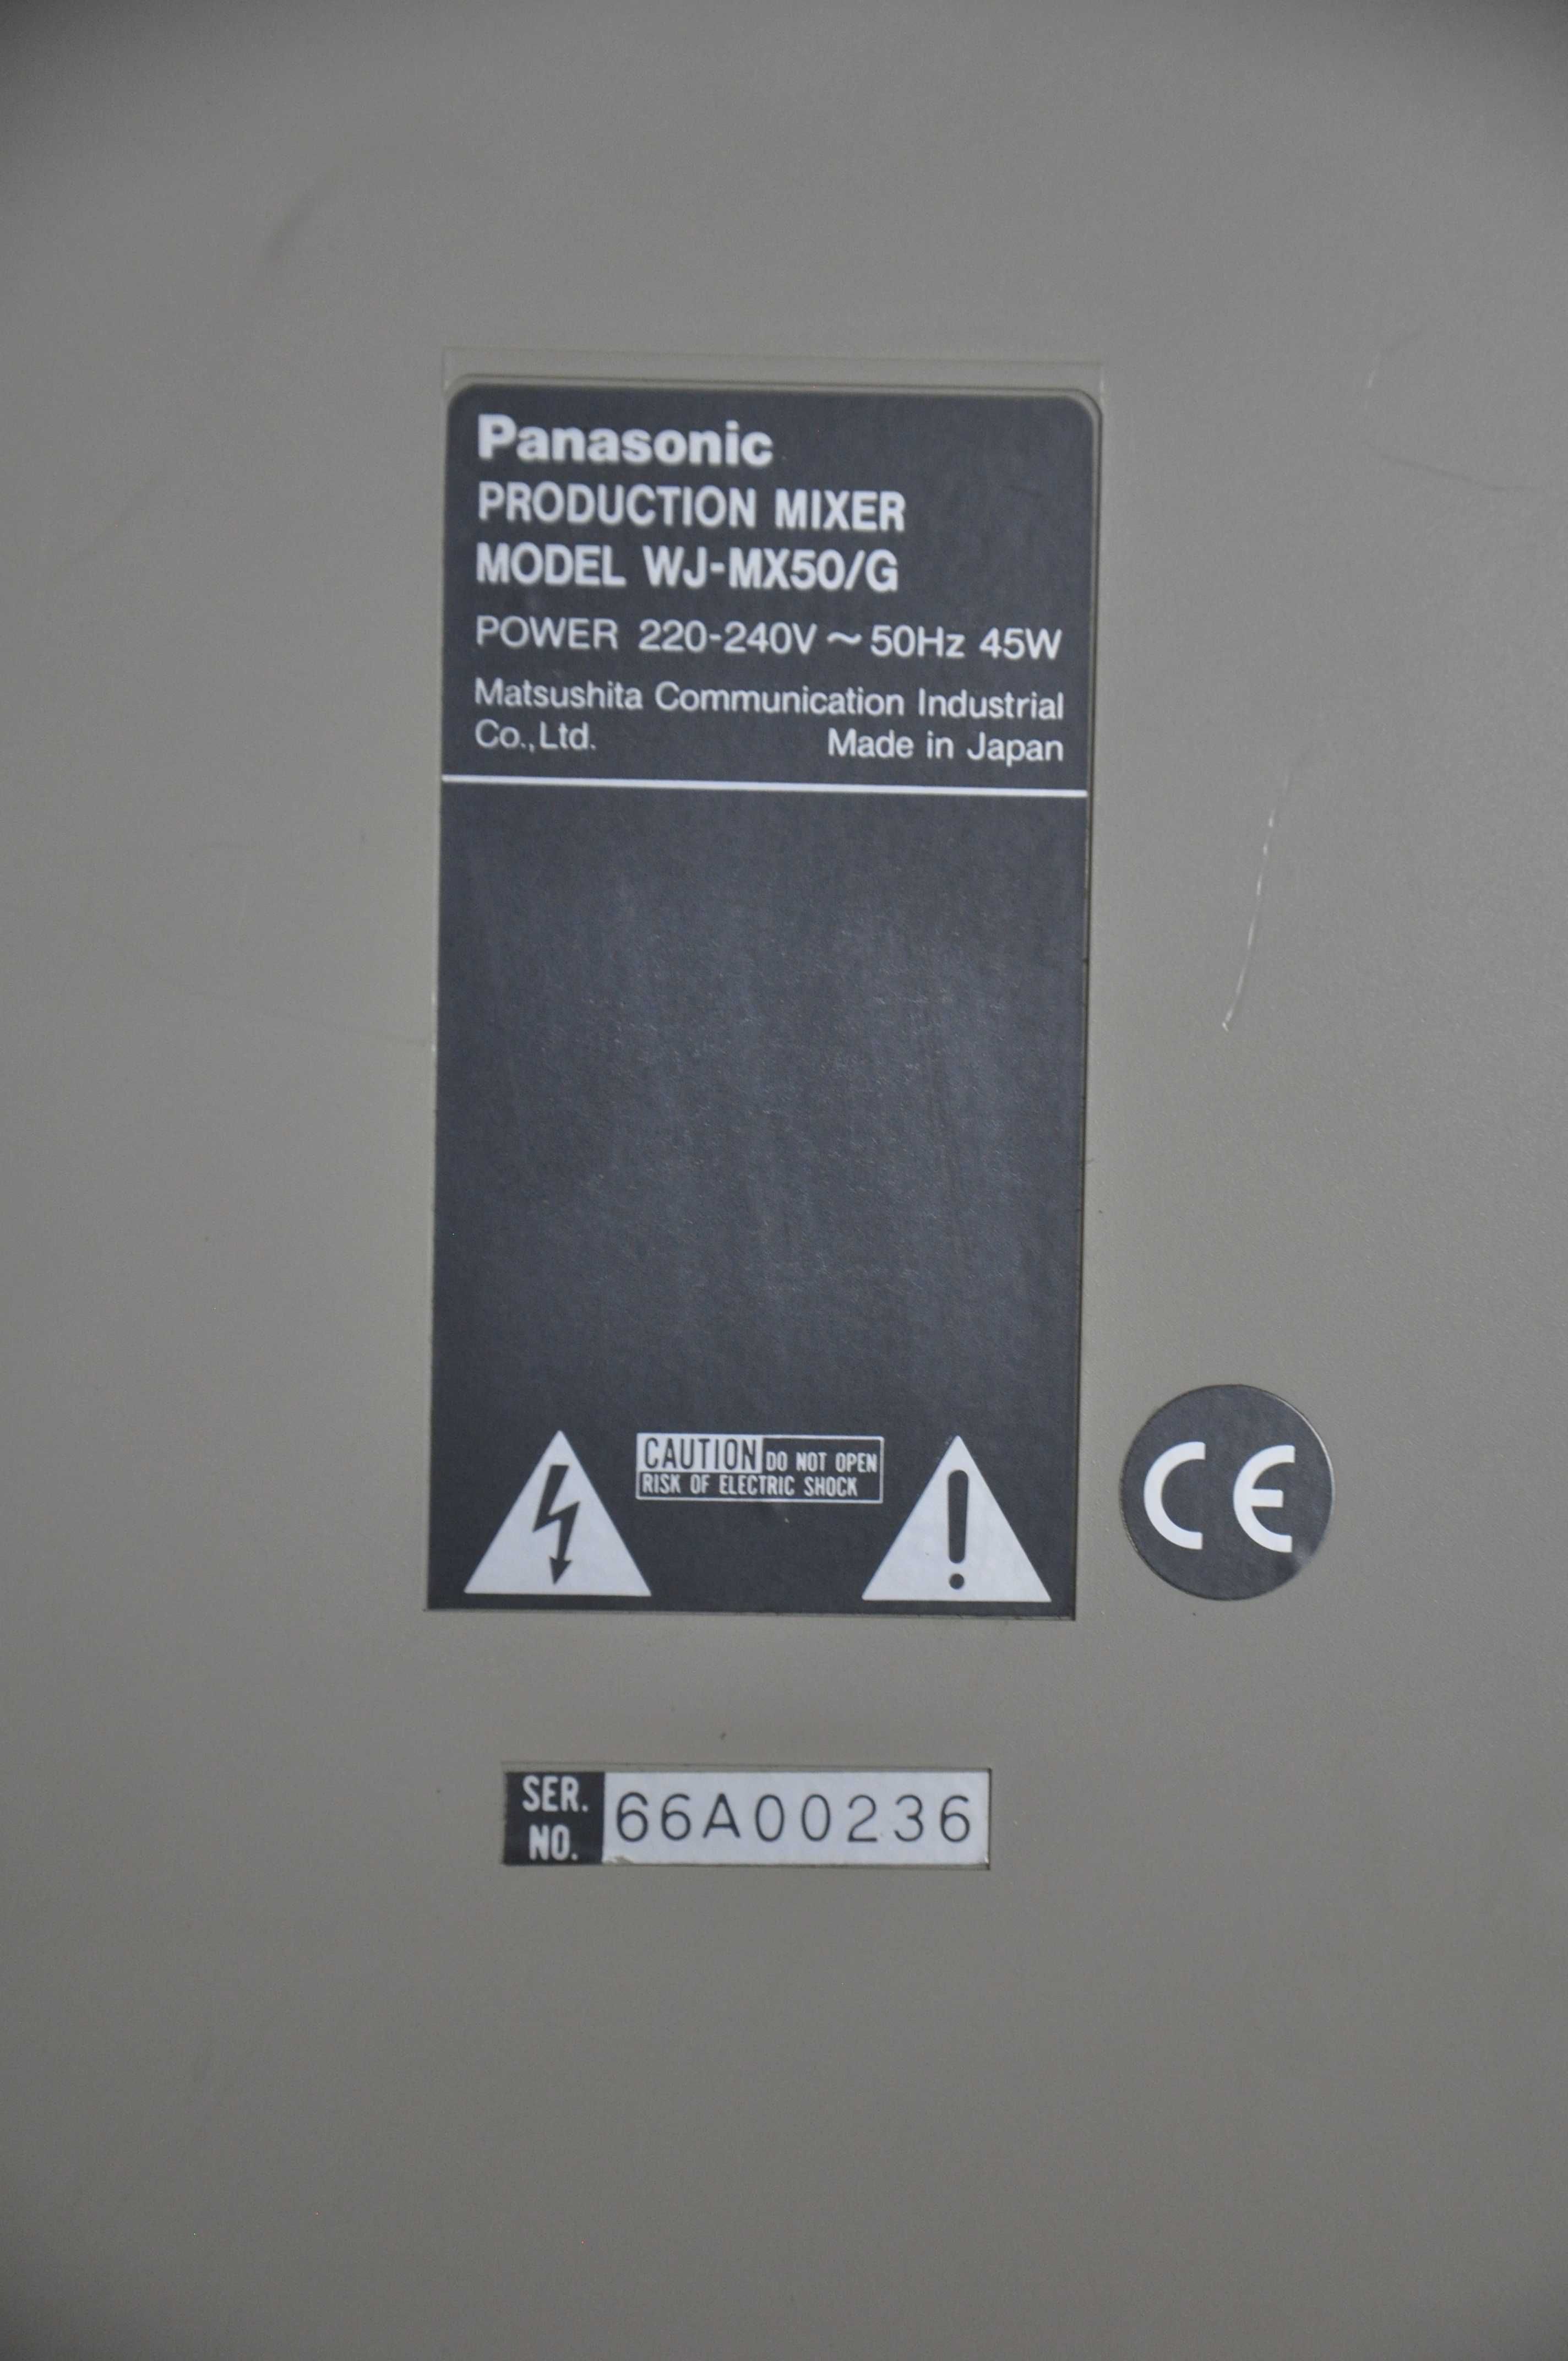 Panasonic
PRODUCTION MIXER
MODEL WJ-MX50/G
POWER 220-240V ~ 50Hz 45W
Matsushita Communication Industrial
Co., Ltd. Made in Japan
CAUTION DO NOT OPEN
RISK OF ELECTRIC SHOCK
CE
SER.
NO. 66A00236